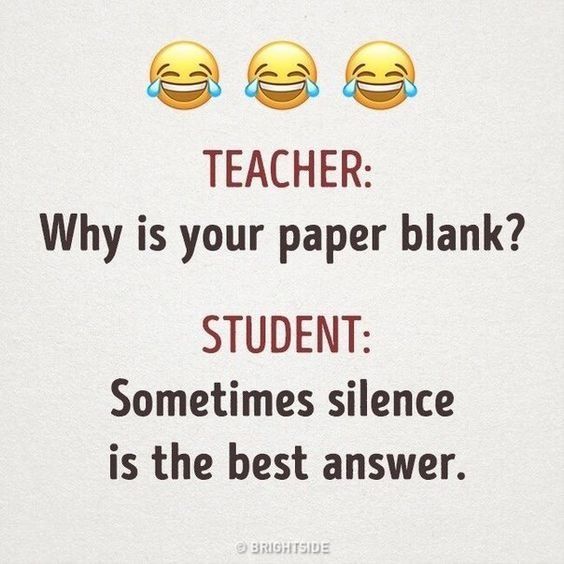 TEACHER:
Why is your paper blank?
STUDENT:
Sometimes silence
is the best answer.
© BRIGHTSIDE